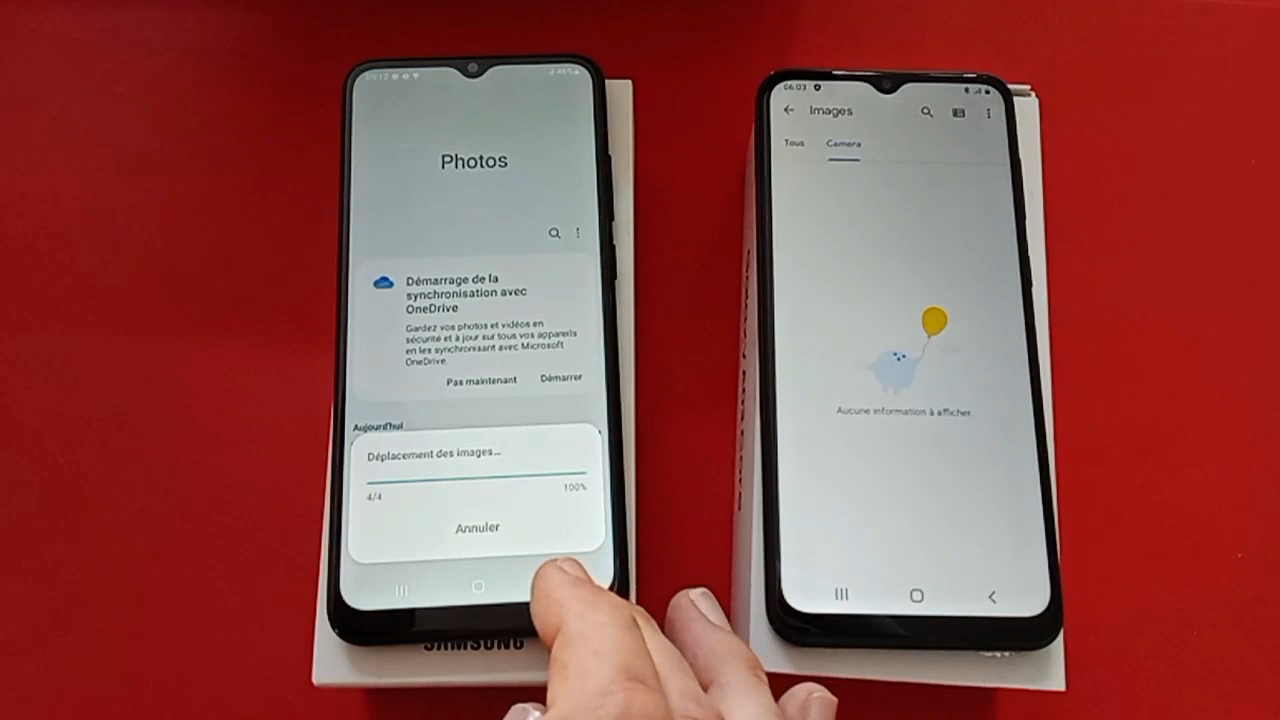 Photos
Démarrage de la
synchronisation avec
OneDrive
Gardez vos photos et vidéos en
sécurité et à jour sur tous vos appareils
en les synchronisant avec Microsoft
OneDrive.
Pas maintenant
Démarrer
Aujourd'hui
Déplacement des images...
4/4
100%
Annuler
SAMSUNG
06:03
Images
Tous
Camera
Aucune information à afficher